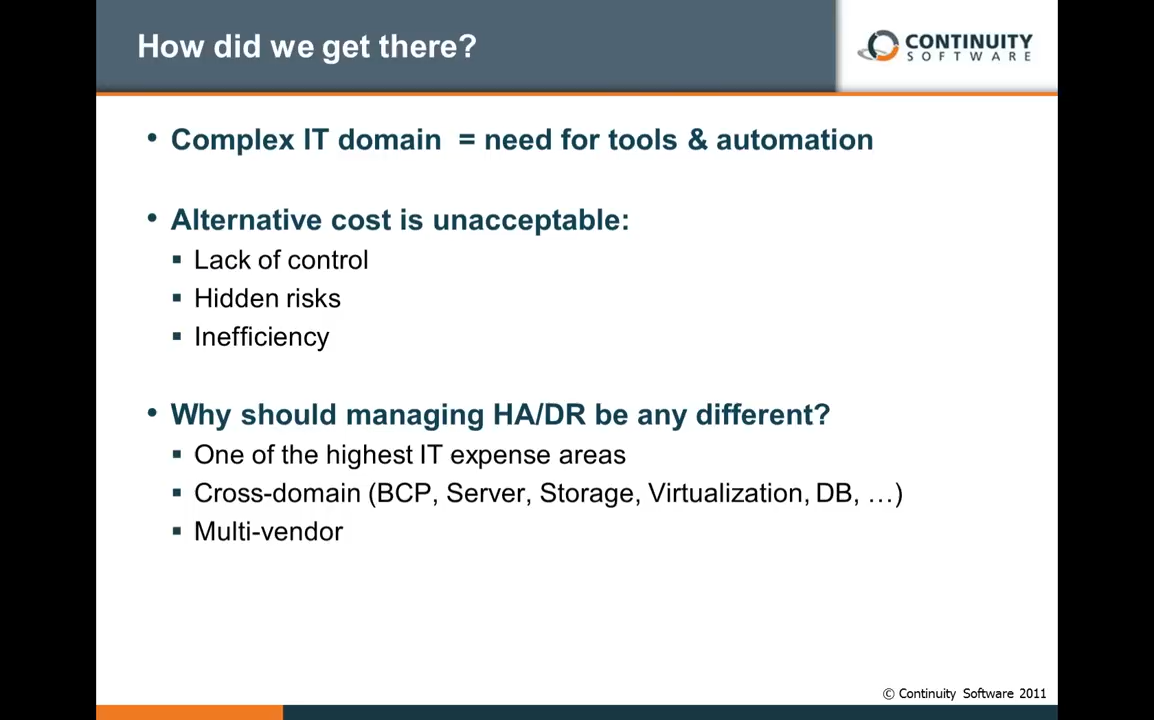 How did we get there?
CONTINUITY
SOFTWARE
• Complex IT domain = need for tools & automation
• Alternative cost is unacceptable:
▪ Lack of control
▪ Hidden risks
▪ Inefficiency
• Why should managing HA/DR be any different?
▪ One of the highest IT expense areas
▪ Cross-domain (BCP, Server, Storage, Virtualization, DB, …)
▪ Multi-vendor
© Continuity Software 2011